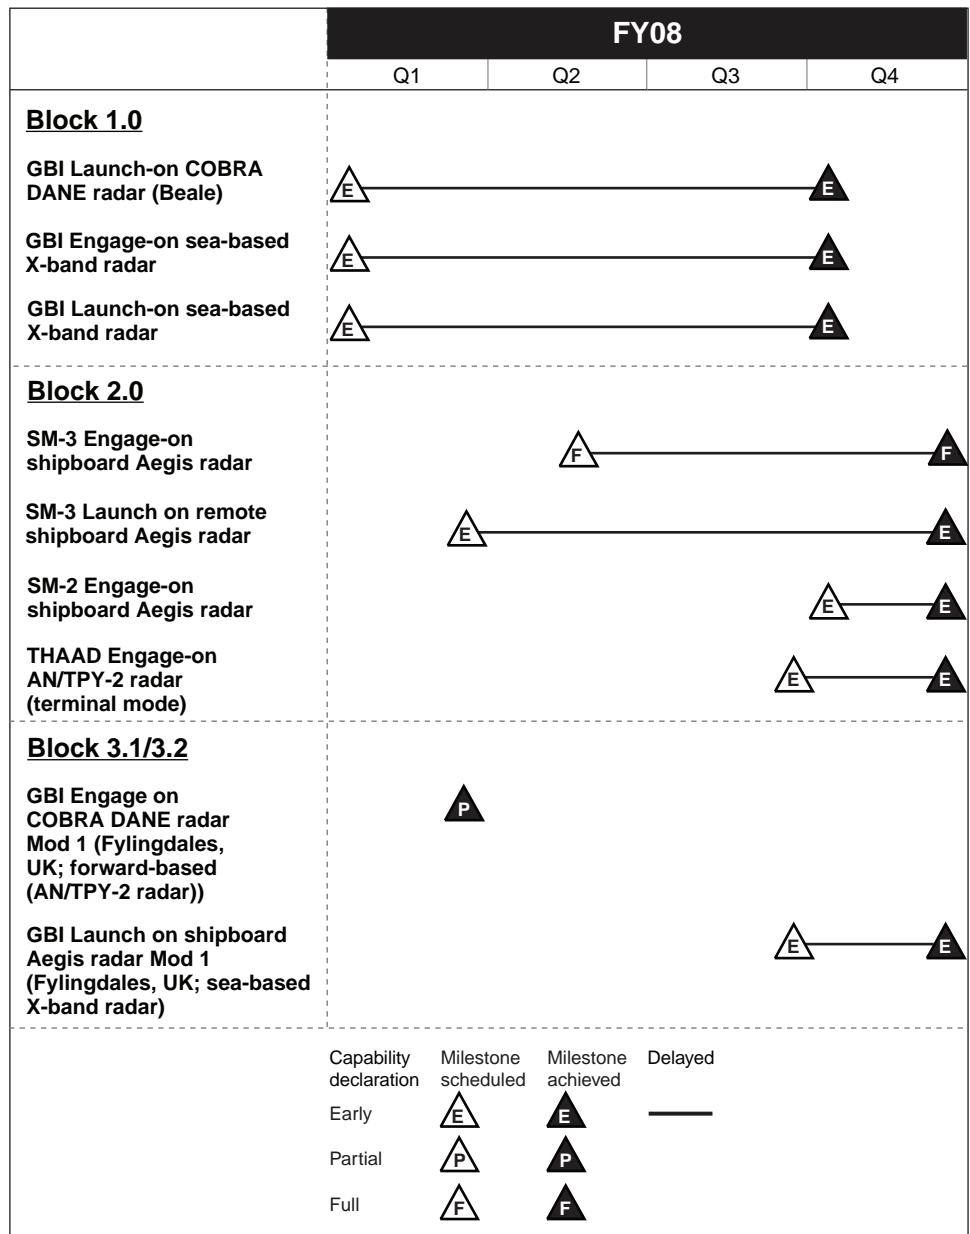 FY08
Q1 Q2 Q3 Q4
Block 1.0
GBI Launch-on COBRA
DANE radar (Beale)
E E
GBI Engage-on sea-based
X-band radar
E E
GBI Launch-on sea-based
X-band radar
E E
Block 2.0
SM-3 Engage-on
shipboard Aegis radar
F F
SM-3 Launch on remote
shipboard Aegis radar
E E
SM-2 Engage-on
shipboard Aegis radar
E E
THAAD Engage-on
AN/TPY-2 radar
(terminal mode)
E E
Block 3.1/3.2
GBI Engage on
COBRA DANE radar
Mod 1 (Fylingdales,
UK; forward-based
(AN/TPY-2 radar))
P
GBI Launch on shipboard
Aegis radar Mod 1
(Fylingdales, UK; sea-based
X-band radar)
E E
Capability Milestone Milestone Delayed
declaration scheduled achieved
Early E E
Partial P P
Full F F